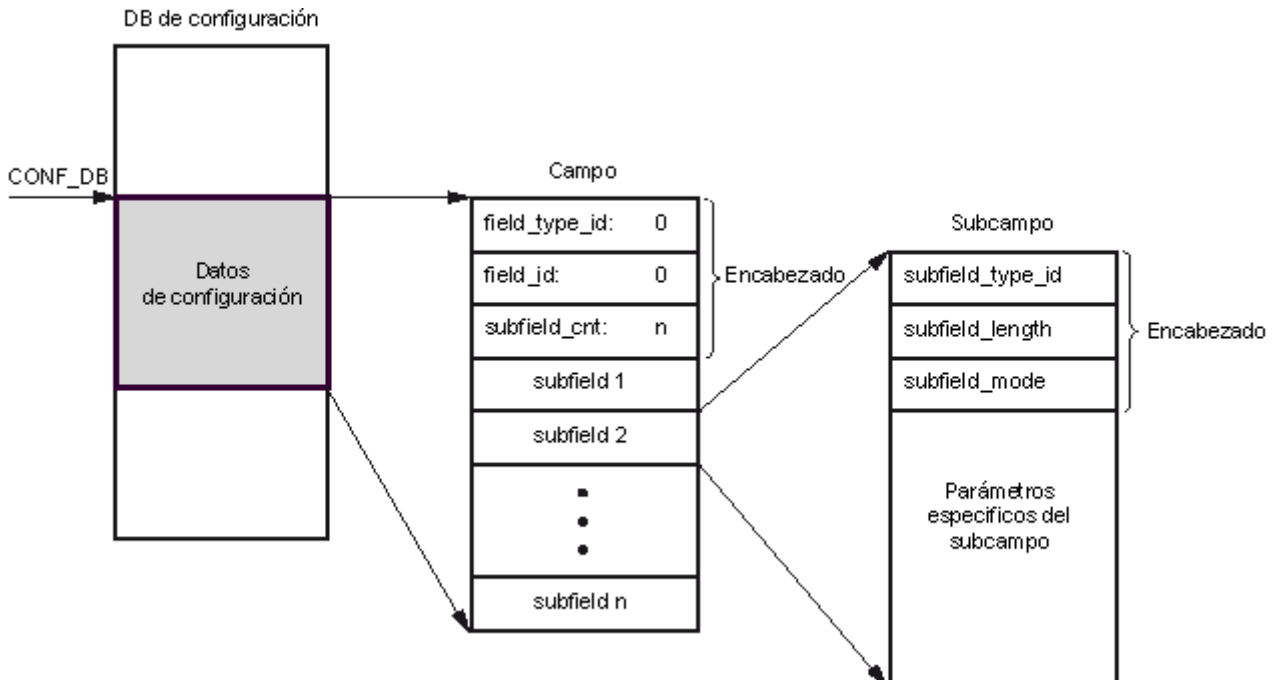 DB de configuración
CONF_DB
Datos
de configuración
Campo
field_type_id: 0
field_id: 0
subfield_cnt: n
Encabezado
subfield 1
subfield 2
subfield n
Subcampo
subfield_type_id
subfield_length
subfield_mode
Encabezado
Parámetros
especificos del
subcampo